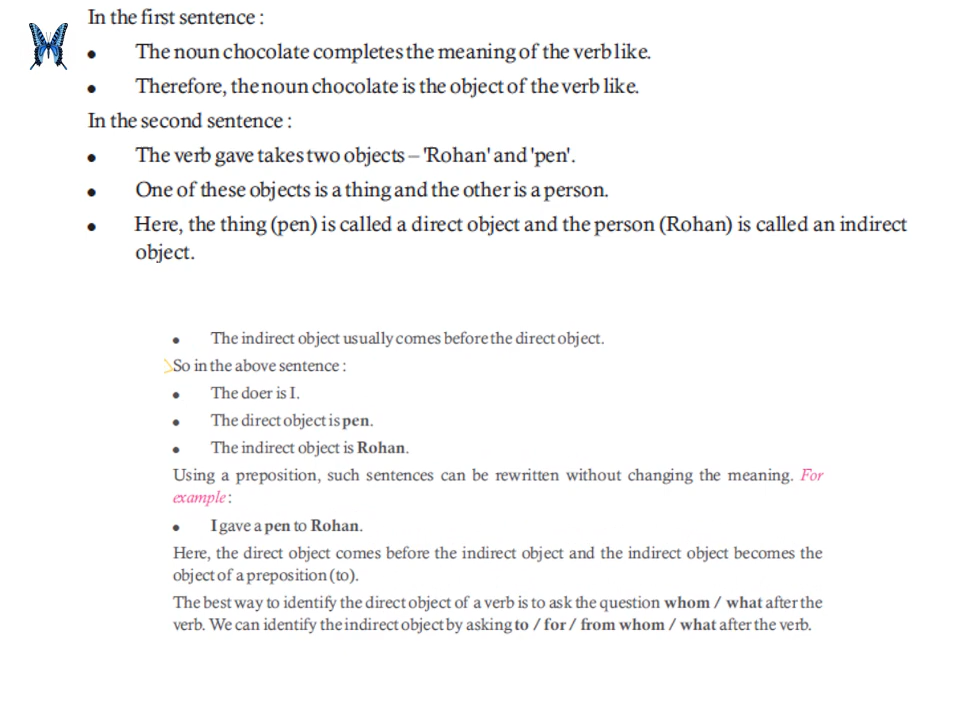 In the first sentence :
• The noun chocolate completes the meaning of the verb like.
• Therefore, the noun chocolate is the object of the verb like.
In the second sentence :
• The verb gave takes two objects – 'Rohan' and 'pen'.
• One of these objects is a thing and the other is a person.
• Here, the thing (pen) is called a direct object and the person (Rohan) is called an indirect
object.
• The indirect object usually comes before the direct object.
So in the above sentence :
• The doer is I.
• The direct object is pen.
• The indirect object is Rohan.
Using a preposition, such sentences can be rewritten without changing the meaning. For
example :
• I gave a pen to Rohan.
Here, the direct object comes before the indirect object and the indirect object becomes the
object of a preposition (to).
The best way to identify the direct object of a verb is to ask the question whom / what after the
verb. We can identify the indirect object by asking to / for / from whom / what after the verb.